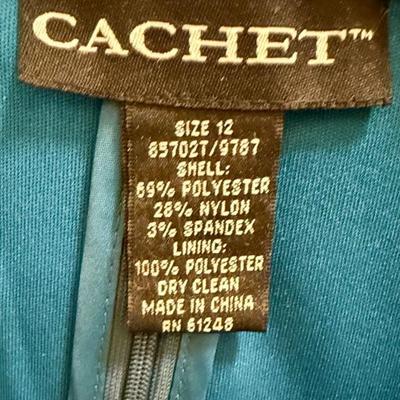 CACHET™
SIZE 12
85702T/9787
SHELL:
69% POLYESTER
28% NYLON
3% SPANDEX
LINING:
100% POLYESTER
DRY CLEAN
MADE IN CHINA
RN 61248